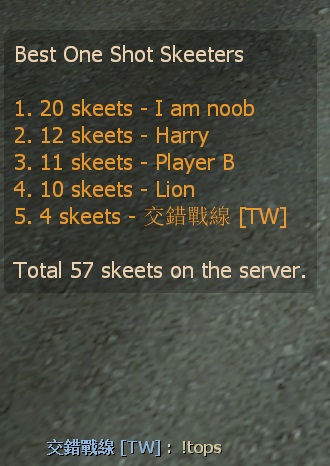 Best One Shot Skeeters
1. 20 skeets - I am noob
2. 12 skeets - Harry
3. 11 skeets - Player B
4. 10 skeets - Lion
5. 4 skeets - 交錯戰線 [TW]
Total 57 skeets on the server.
交錯戰線 [TW] : !tops